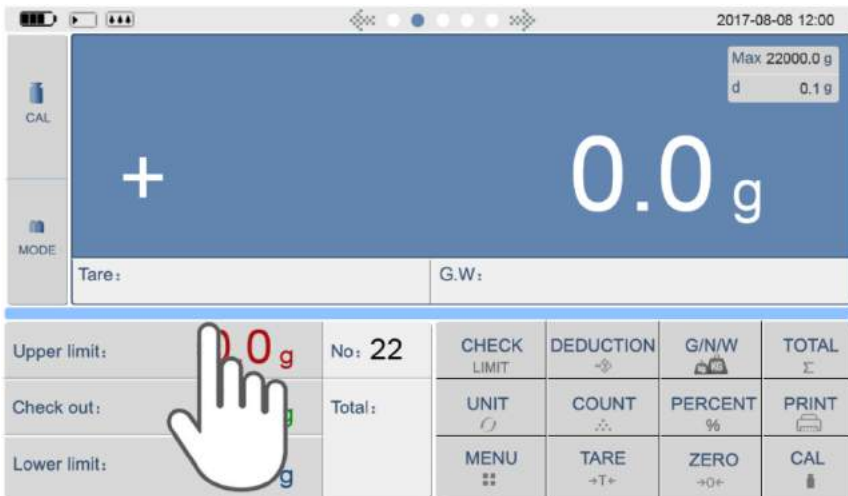 2017-08-08 12:00
Max 22000.0 g
d 0.1 g
CAL
+ 0.0 g
MODE
Tare: G.W:
Upper limit: 0.0 g No: 22 CHECK LIMIT DEDUCTION G/N/W TOTAL Σ
Check out: g Total: UNIT COUNT PERCENT % PRINT
Lower limit: g MENU TARE →T← ZERO →0← CAL